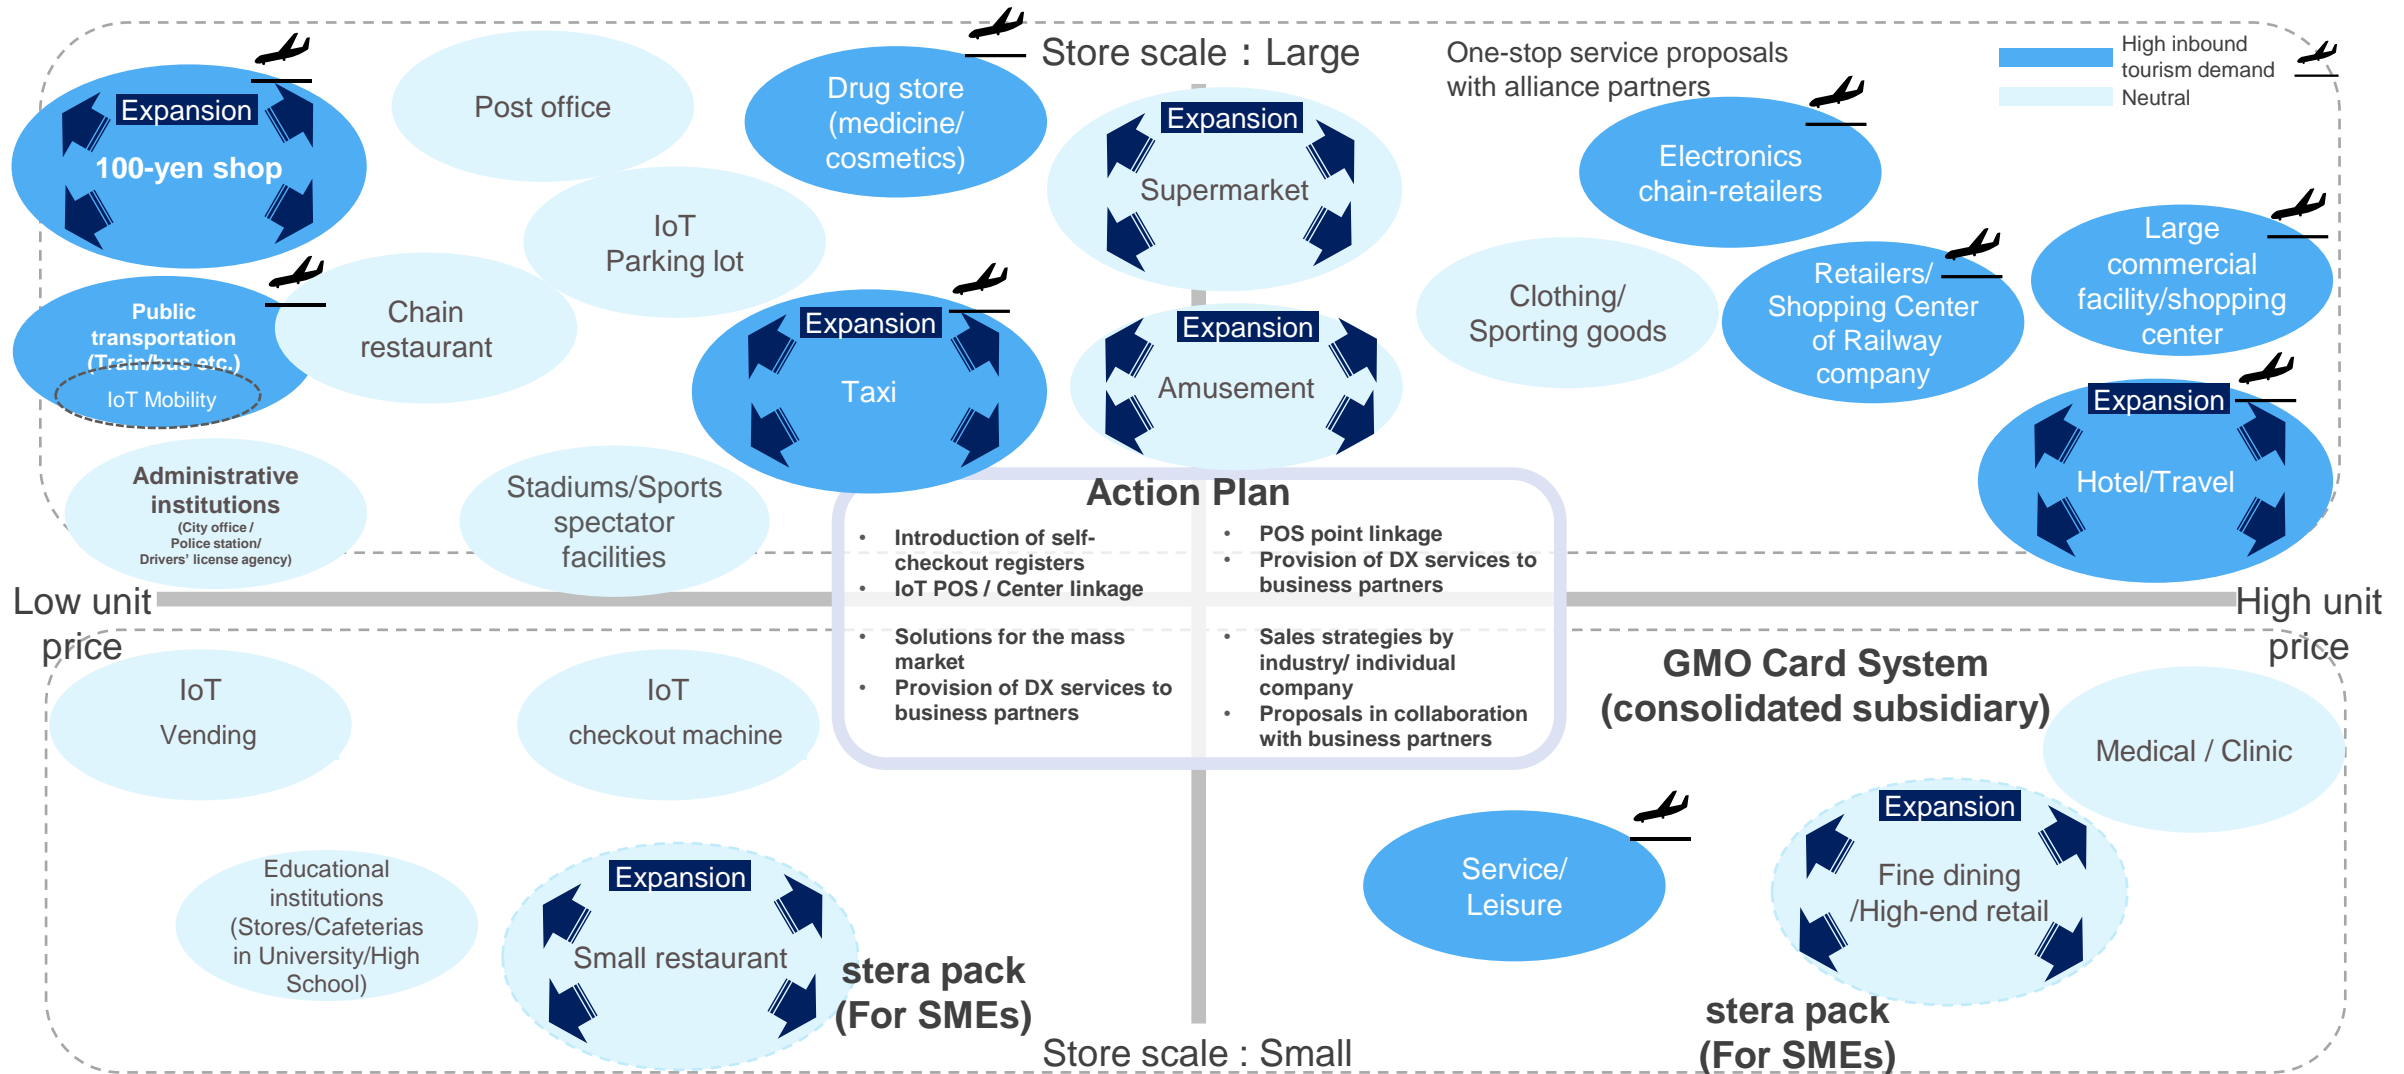 Store scale : Large
One-stop service proposals
with alliance partners
High inbound
tourism demand
Neutral
Expansion
100-yen shop
Post office
Drug store
(medicine/
cosmetics)
Expansion
Supermarket
Electronics
chain-retailers
IoT
Parking lot
Large
commercial
facility/shopping
center
Public
transportation
(Train/bus etc.)
IoT Mobility
Chain
restaurant
Expansion
Taxi
Expansion
Amusement
Clothing/
Sporting goods
Retailers/
Shopping Center
of Railway
company
Expansion
Hotel/Travel
Administrative
institutions
(City office /
Police station/
Drivers' license agency)
Stadiums/Sports
spectator
facilities
Action Plan
• Introduction of self-
checkout registers
• IoT POS / Center linkage
• POS point linkage
• Provision of DX services to
business partners
Low unit
price
High unit
price
• Solutions for the mass
market
• Provision of DX services to
business partners
• Sales strategies by
industry/ individual
company
• Proposals in collaboration
with business partners
GMO Card System
(consolidated subsidiary)
IoT
Vending
IoT
checkout machine
Medical / Clinic
Educational
institutions
(Stores/Cafeterias
in University/High
School)
Expansion
Small restaurant
stera pack
(For SMEs)
Service/
Leisure
Expansion
Fine dining
/High-end retail
stera pack
(For SMEs)
Store scale : Small